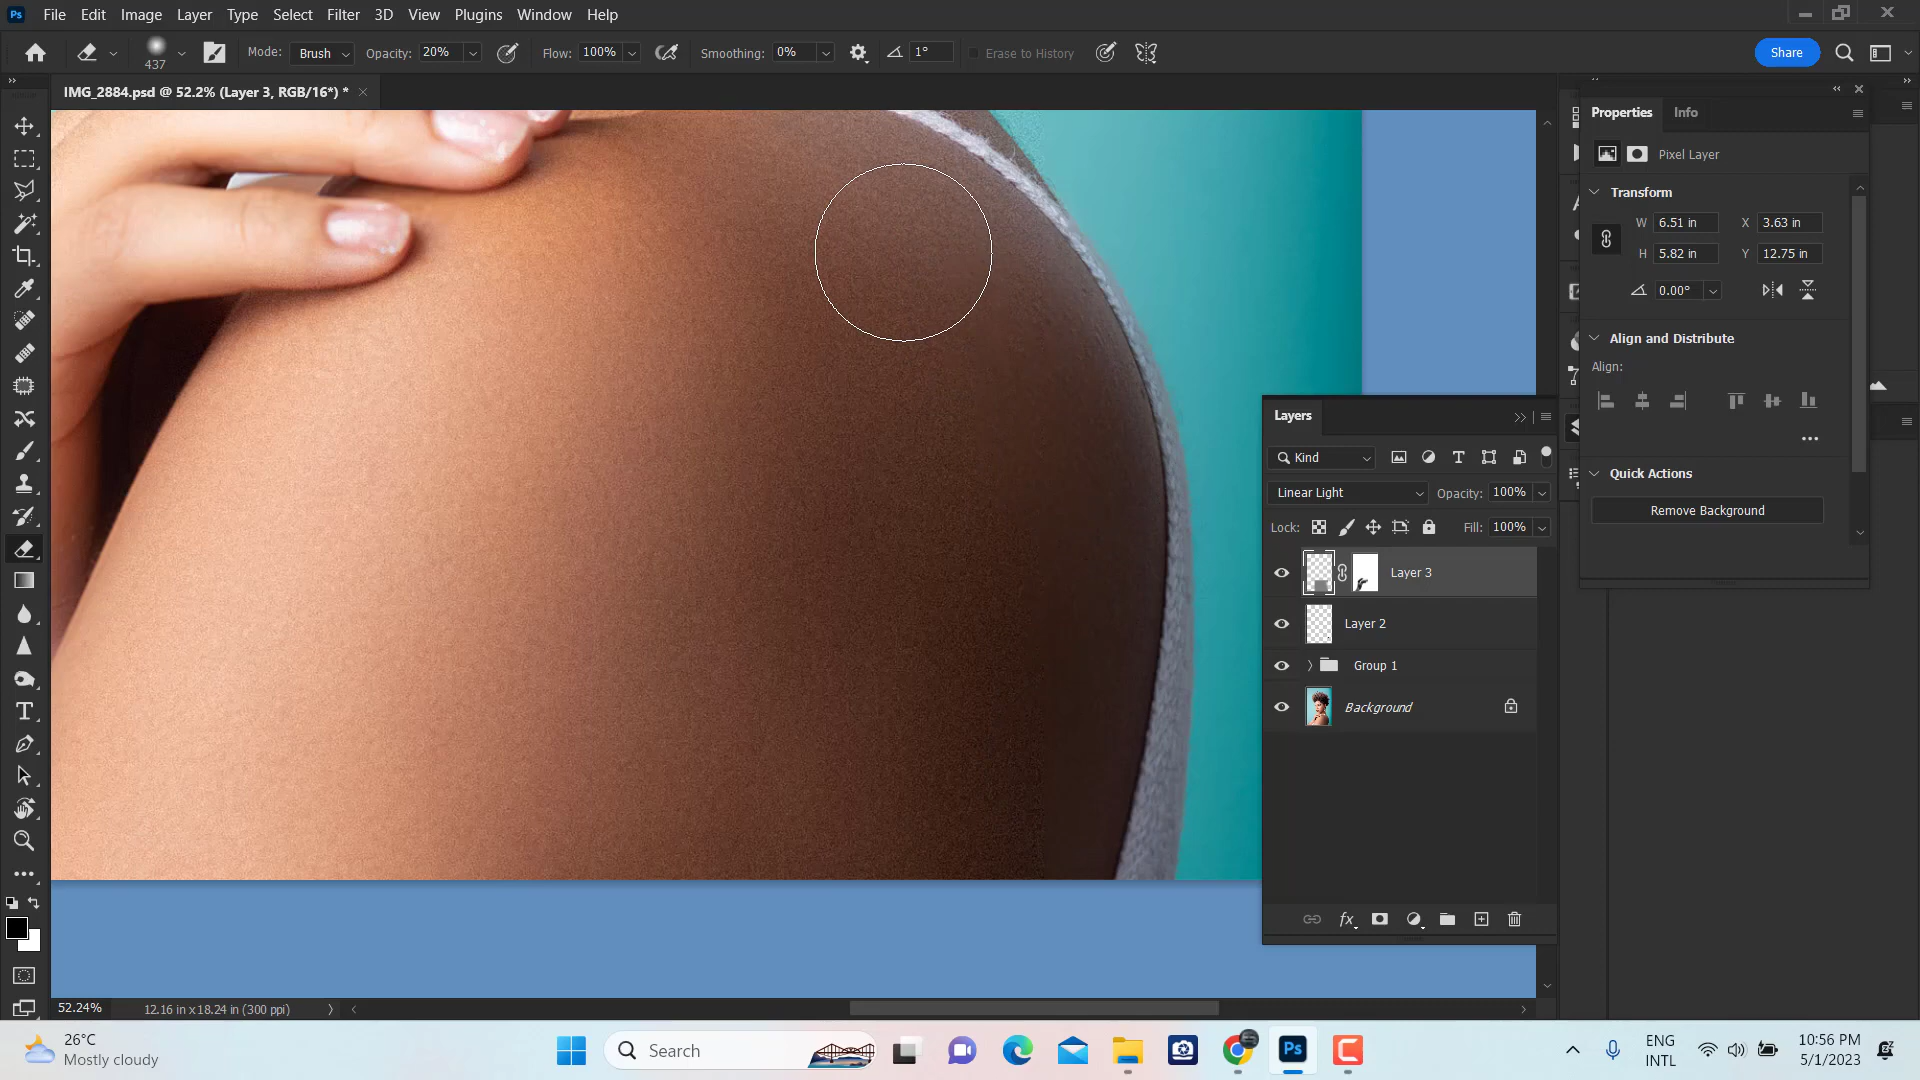 Ps File Edit Image Layer Type Select Filter 3D View Plugins Window Help
437 Mode: Brush Opacity: 20% Flow: 100% Smoothing: 0% 1° Erase to History Share
IMG_2884.psd @ 52.2% (Layer 3, RGB/16*) *
Properties Info
Pixel Layer
Transform
W 6.51 in X 3.63 in
H 5.82 in Y 12.75 in
0.00°
Align and Distribute
Align:
Quick Actions
Remove Background
Layers
Kind
Linear Light Opacity: 100%
Lock: Fill: 100%
Layer 3
Layer 2
Group 1
Background
fx
52.24% 12.16 in x 18.24 in (300 ppi)
26°C
Mostly cloudy
Search
Ps
ENG
INTL
10:56 PM
5/1/2023